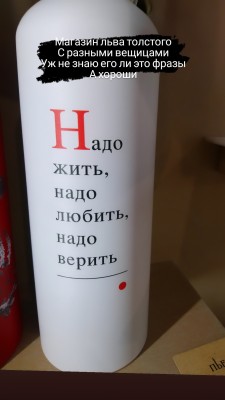 Магазин льва толстого
С разными вещицами
Уж не знаю его ли это фразы
А хороши
Надо
жить,
надо
любить,
надо
верить